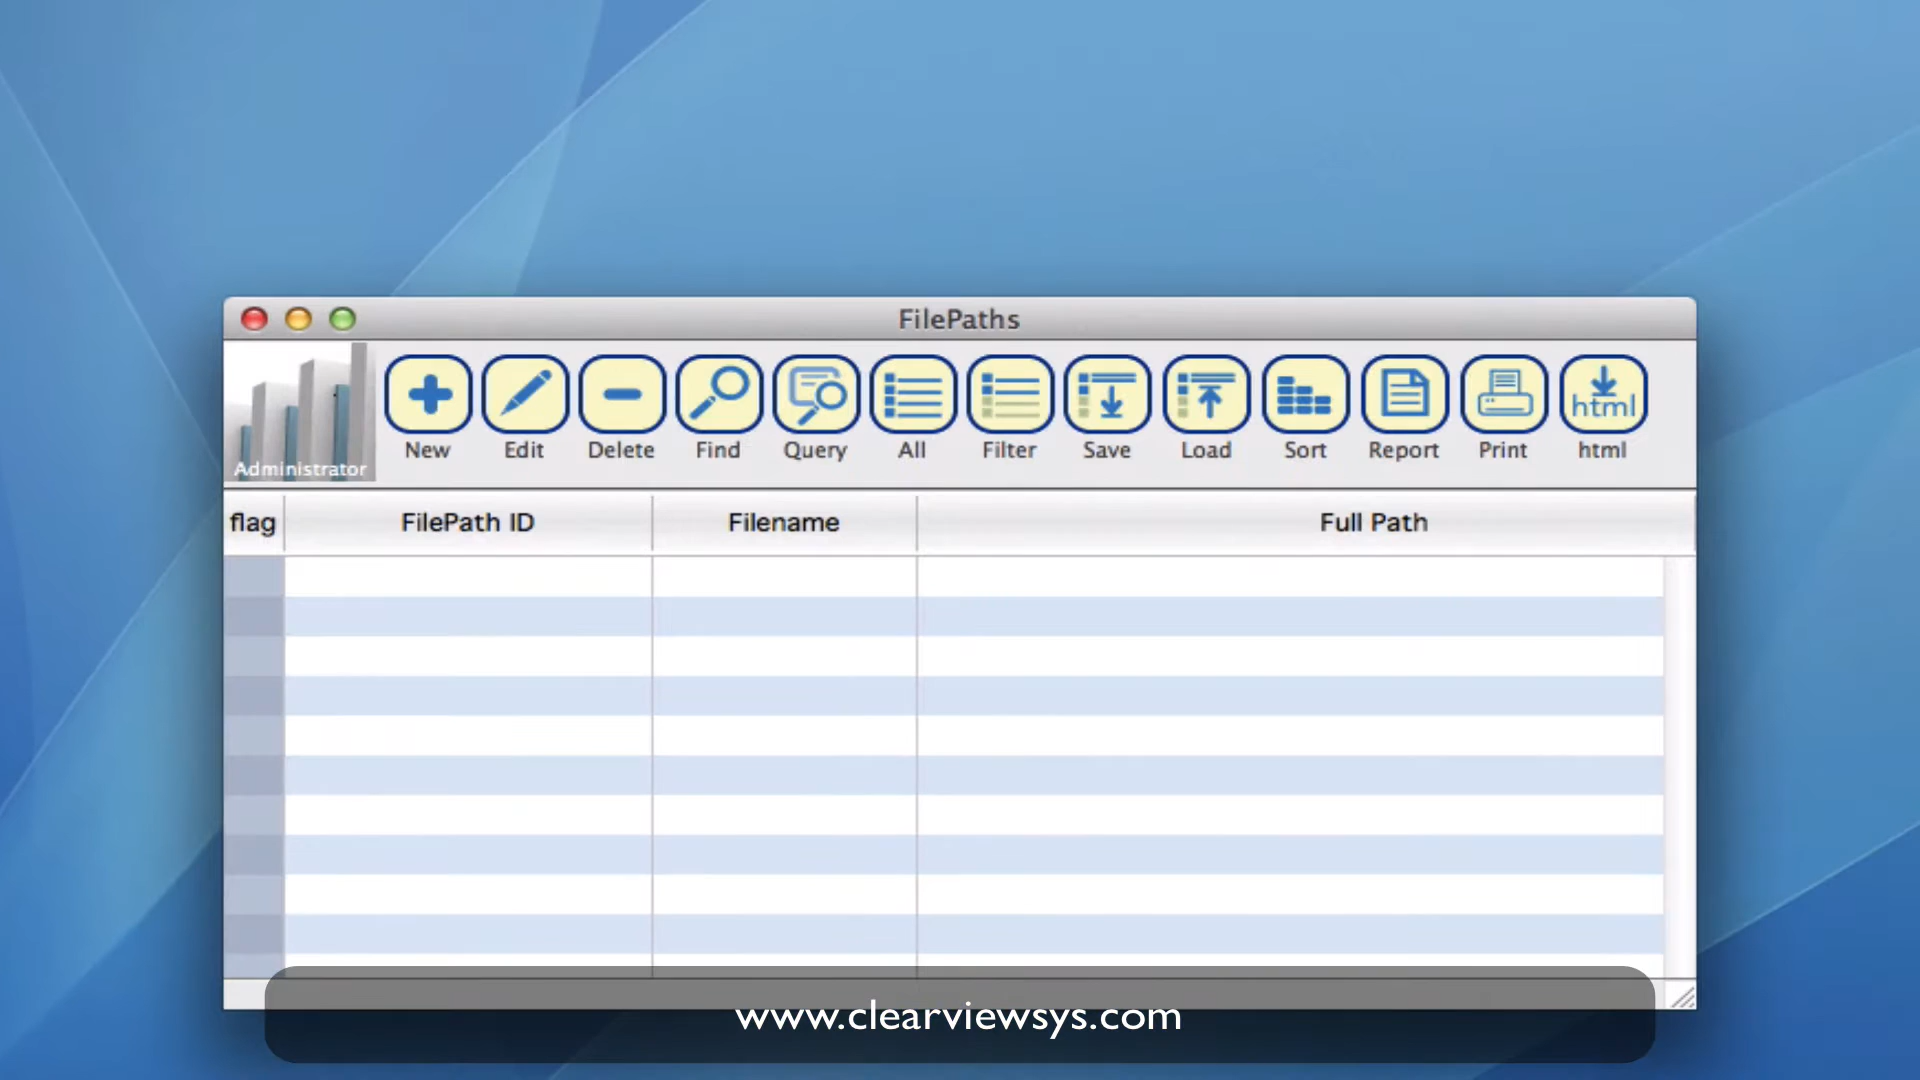 FilePaths
Administrator
New Edit Delete Find Query All Filter Save Load Sort Report Print html
html
flag FilePath ID Filename Full Path
www.clearviewsys.com